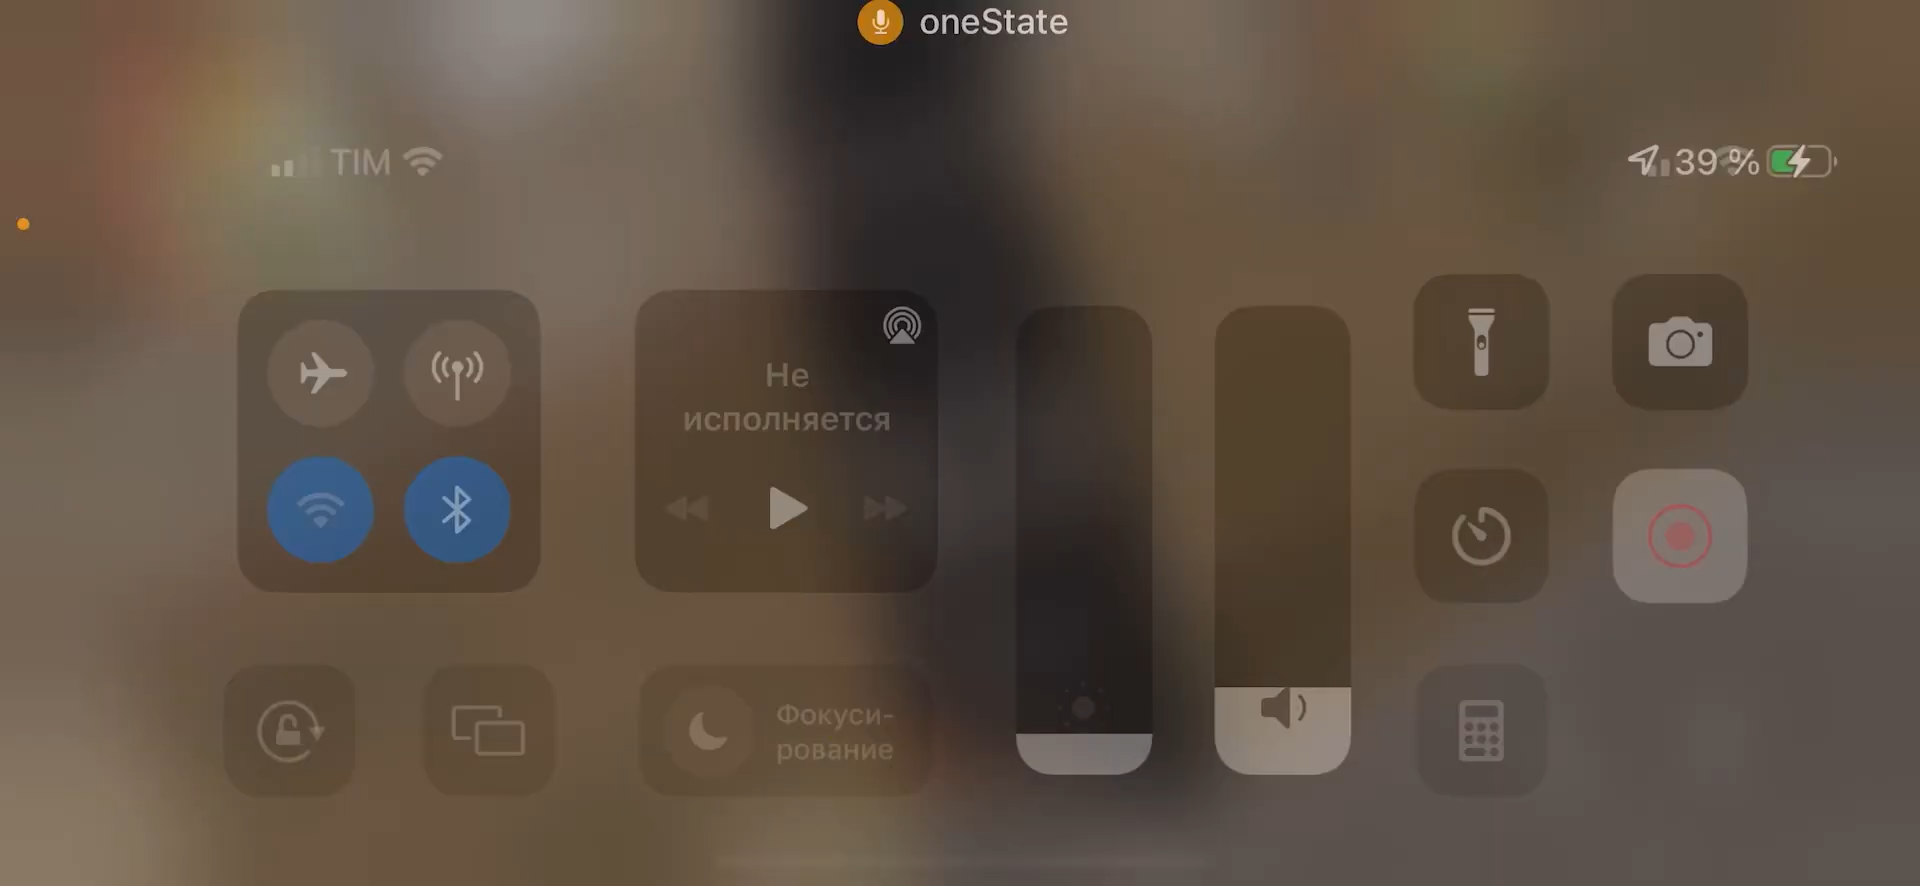 oneState
TIM
39 %
Не
исполняется
Фокуси-
рование